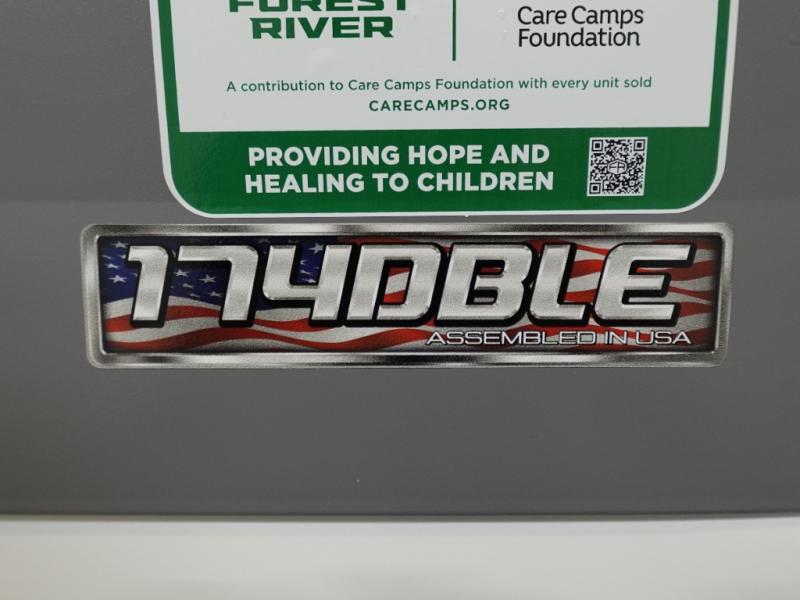 FOREST
RIVER
Care Camps
Foundation
A contribution to Care Camps Foundation with every unit sold
CARECAMPS.ORG
PROVIDING HOPE AND
HEALING TO CHILDREN
174DBLE
ASSEMBLED IN USA